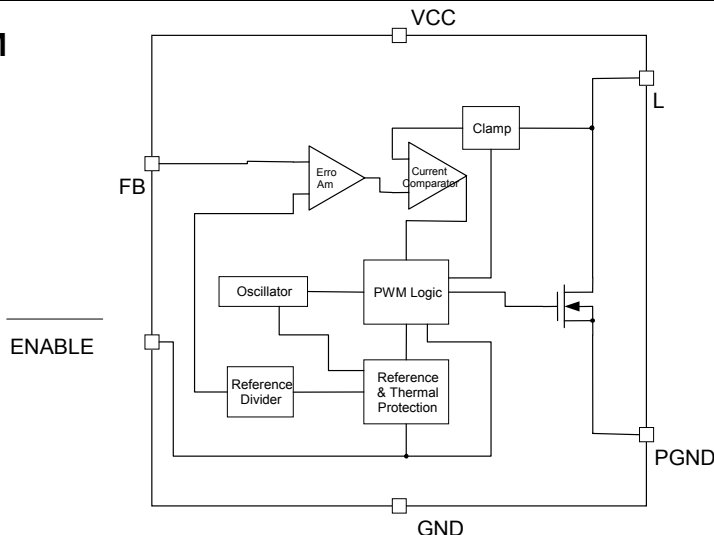 M
VCC
L
Clamp
Erro
Am
Current
Comparator
FB
Oscillator
PWM Logic
ENABLE
Reference
Divider
Reference
& Thermal
Protection
PGND
GND